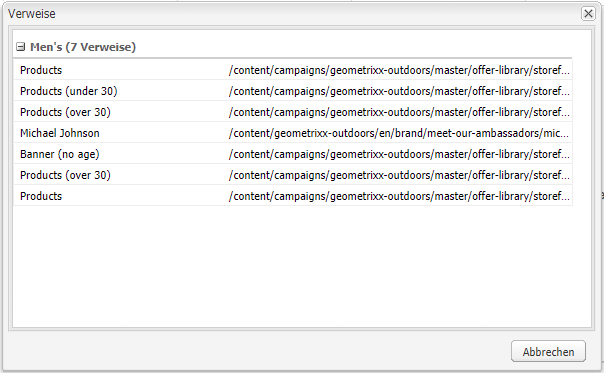 Verweise
Men's (7 Verweise)
Products /content/campaigns/geometrixx-outdoors/master/offer-library/storef...
Products (under 30) /content/campaigns/geometrixx-outdoors/master/offer-library/storef...
Products (over 30) /content/campaigns/geometrixx-outdoors/master/offer-library/storef...
Michael Johnson /content/geometrixx-outdoors/en/brand/meet-our-ambassadors/mic...
Banner (no age) /content/campaigns/geometrixx-outdoors/master/offer-library/storef...
Products (over 30) /content/campaigns/geometrixx-outdoors/master/offer-library/storef...
Products /content/campaigns/geometrixx-outdoors/master/offer-library/storef...
Abbrechen